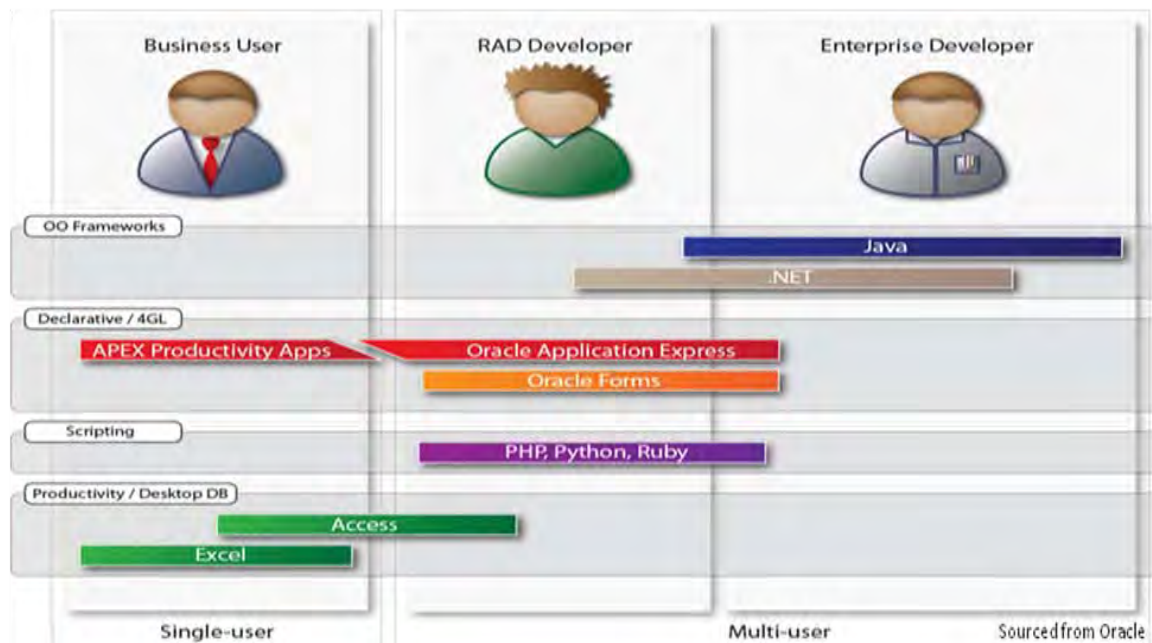 Business User
RAD Developer
Enterprise Developer
OO Frameworks
Java
.NET
Declarative / 4GL
APEX Productivity Apps
Oracle Application Express
Oracle Forms
Scripting
PHP, Python, Ruby
Productivity / Desktop DB
Access
Excel
Single-user
Multi-user
Sourced from Oracle